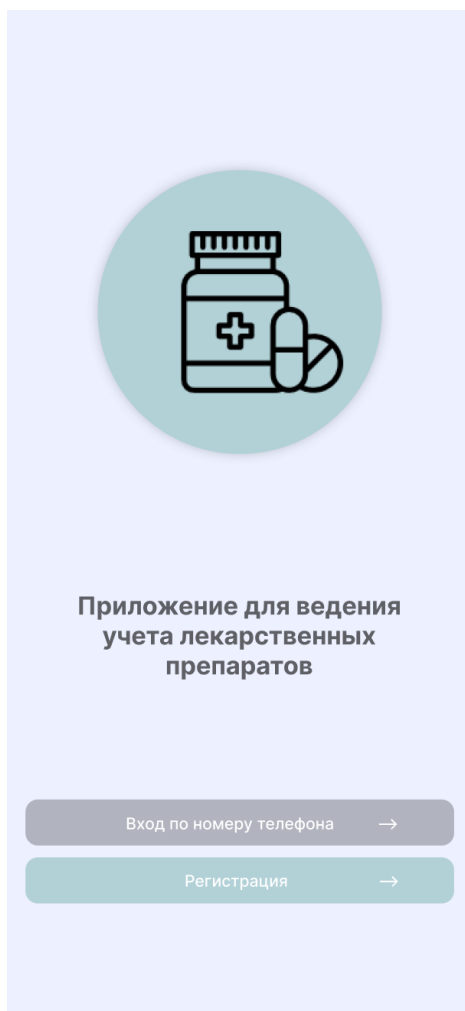 Приложение для ведения
учета лекарственных
препаратов
Вход по номеру телефона
Регистрация